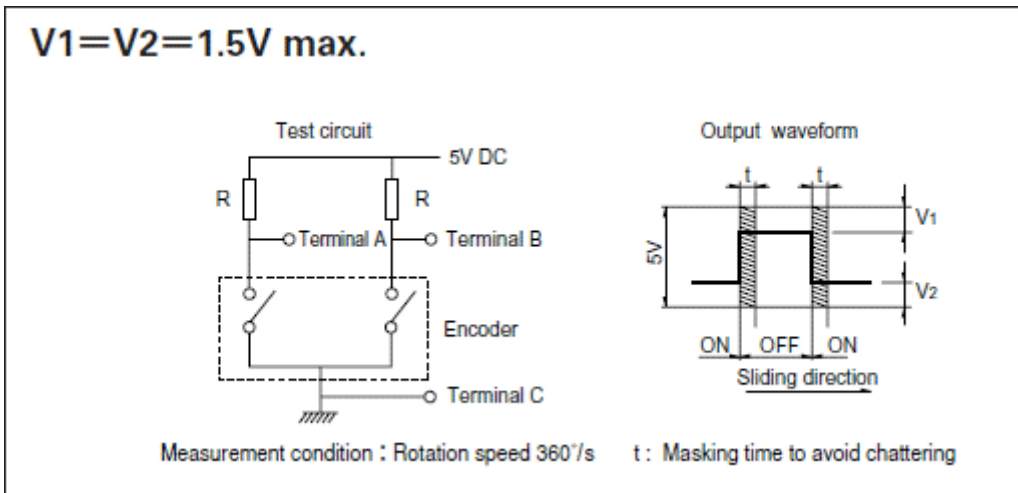 V1=V2=1.5V max.
Test circuit
Output waveform
5V DC
R
R
Terminal A
Terminal B
Encoder
Terminal C
t
t
5V
V1
V2
ON OFF ON
Sliding direction
Measurement condition : Rotation speed 360°/s
t : Masking time to avoid chattering